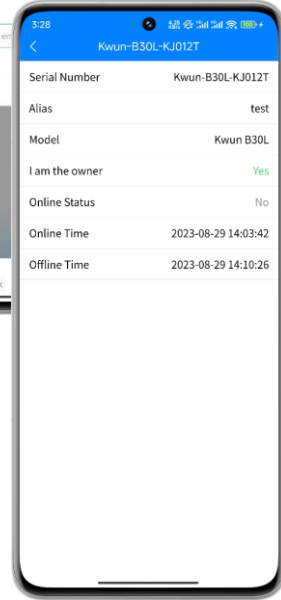 3:28
Kwun-B30L-KJ012T
Serial Number Kwun-B30L-KJ012T
Alias test
Model Kwun B30L
I am the owner Yes
Online Status No
Online Time 2023-08-29 14:03:42
Offline Time 2023-08-29 14:10:26